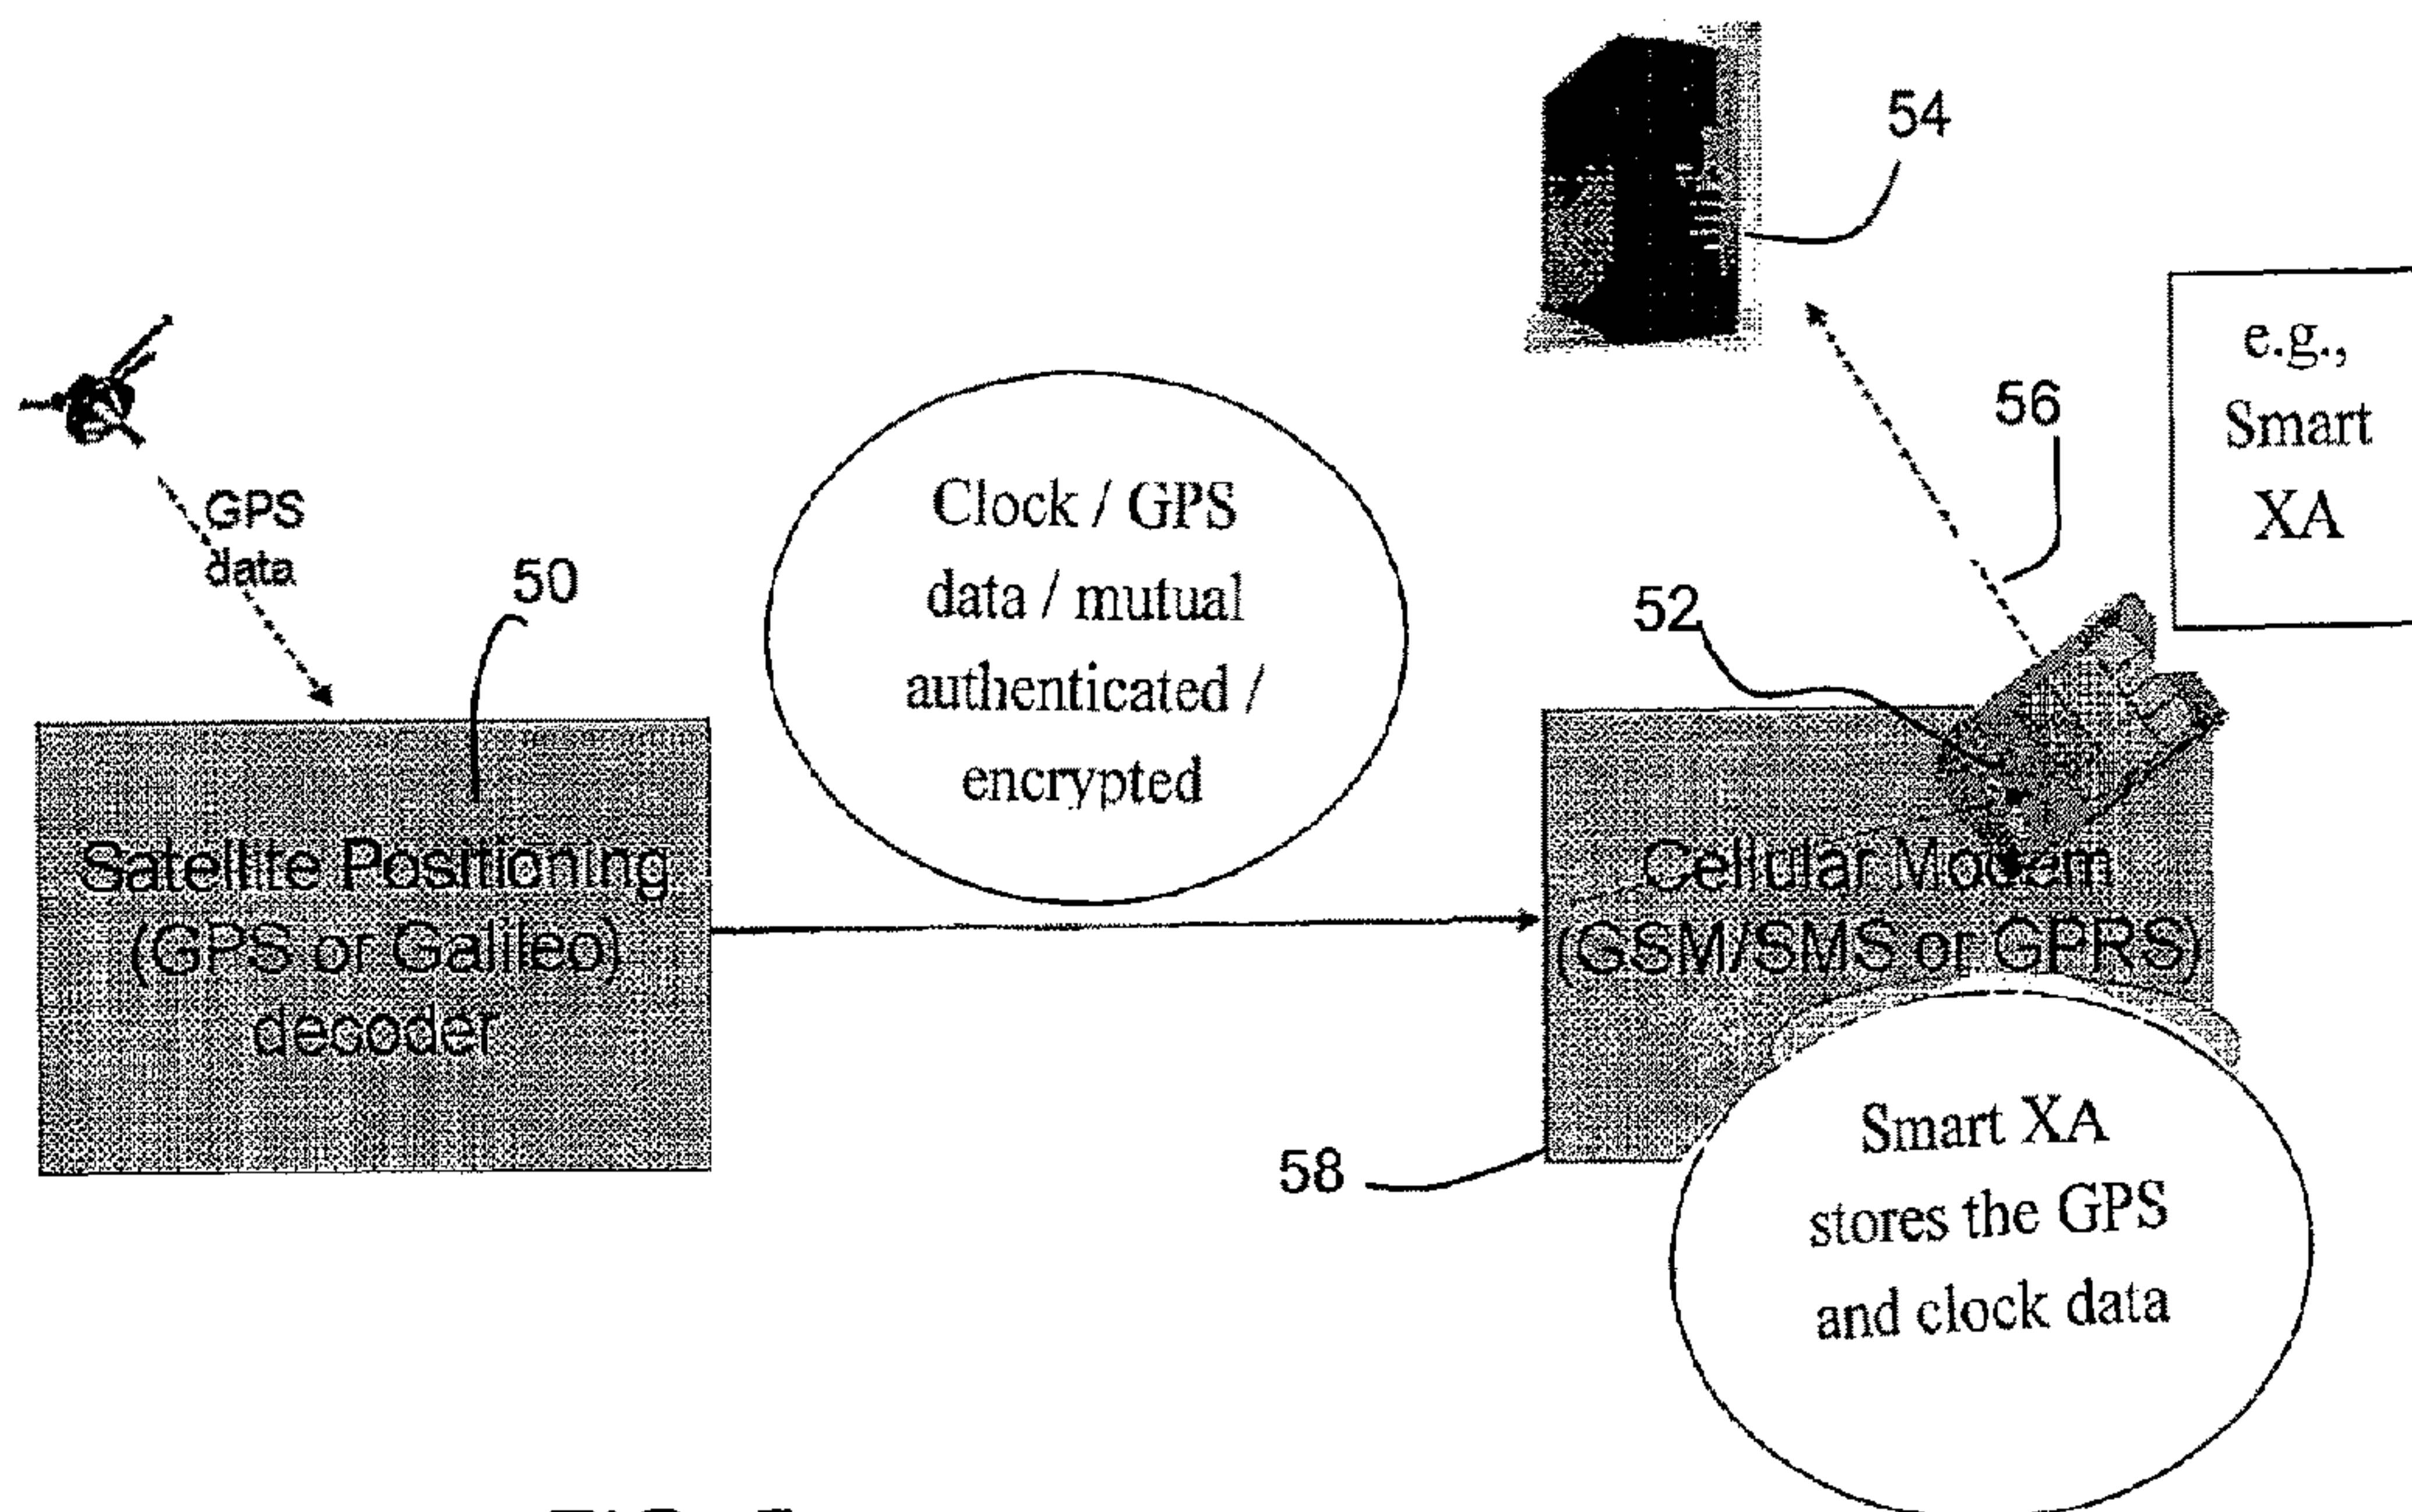 54
e.g.,
Smart
XA
56
GPS
data
50
Clock / GPS
data / mutual
authenticated /
encrypted
52
Satellite Positioning
(GPS or Galileo)
decoder
Cellular Modem
(GSM/SMS or GPRS)
58
Smart XA
stores the GPS
and clock data